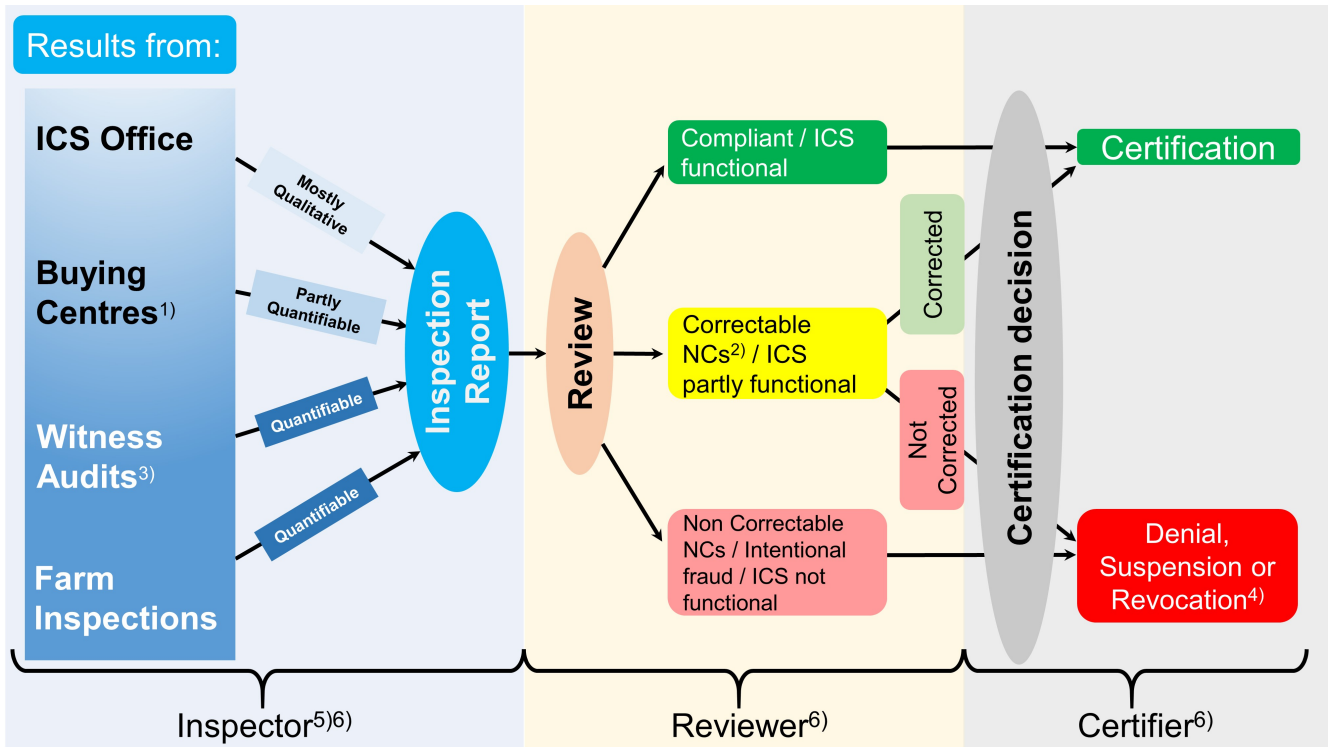 Results from:
ICS Office
Buying
Centres1)
Witness
Audits3)
Farm
Inspections
Mostly
Qualitative
Partly
Quantifiable
Quantifiable
Quantifiable
Inspection
Report
Review
Compliant / ICS
functional
Correctable
NCs2) / ICS
partly functional
Non Correctable
NCs / Intentional
fraud / ICS not
functional
Corrected
Not
Corrected
Certification decision
Certification
Denial,
Suspension or
Revocation4)
Inspector5)6)
Reviewer6)
Certifier6)